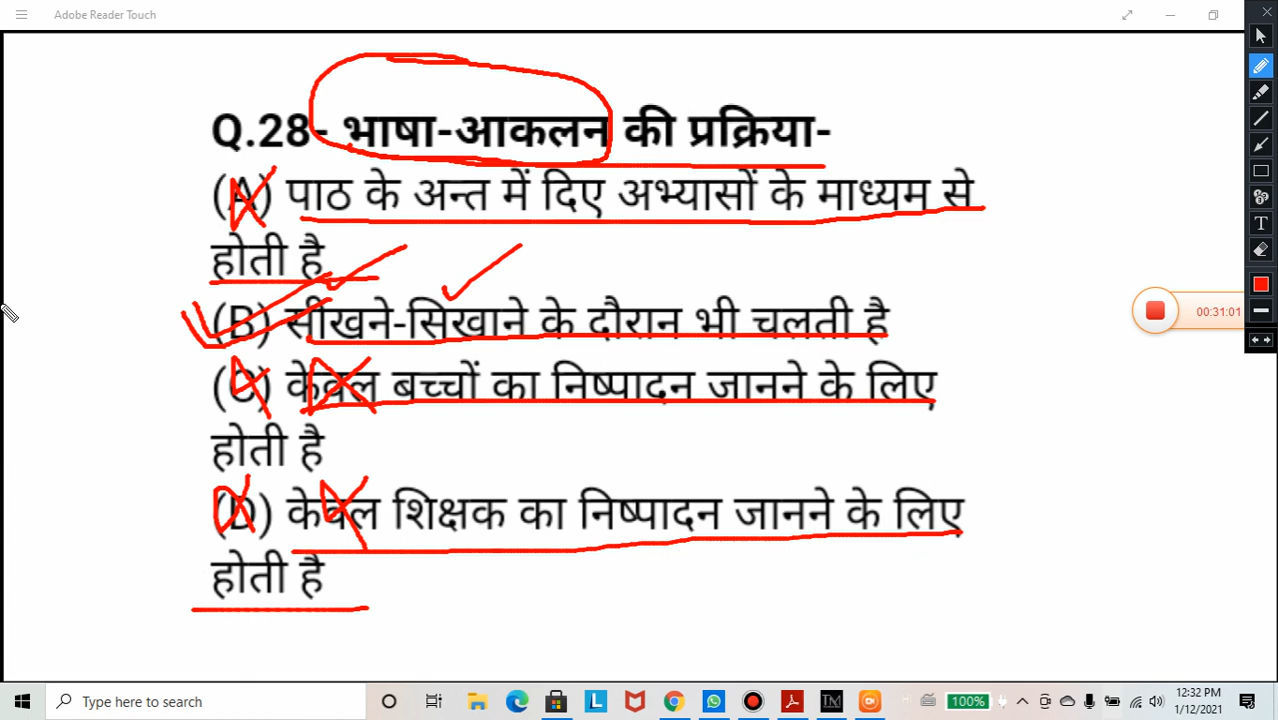 Adobe Reader Touch
Q.28- भाषा-आकलन की प्रक्रिया-
(A) पाठ के अन्त में दिए अभ्यासों के माध्यम से
होती है
(B) सीखने-सिखाने के दौरान भी चलती है
00:31:01
(C) केवल बच्चों का निष्पादन जानने के लिए
होती है
(D) केवल शिक्षक का निष्पादन जानने के लिए
होती है
Type here to search
100%
12:32 PM
1/12/2021